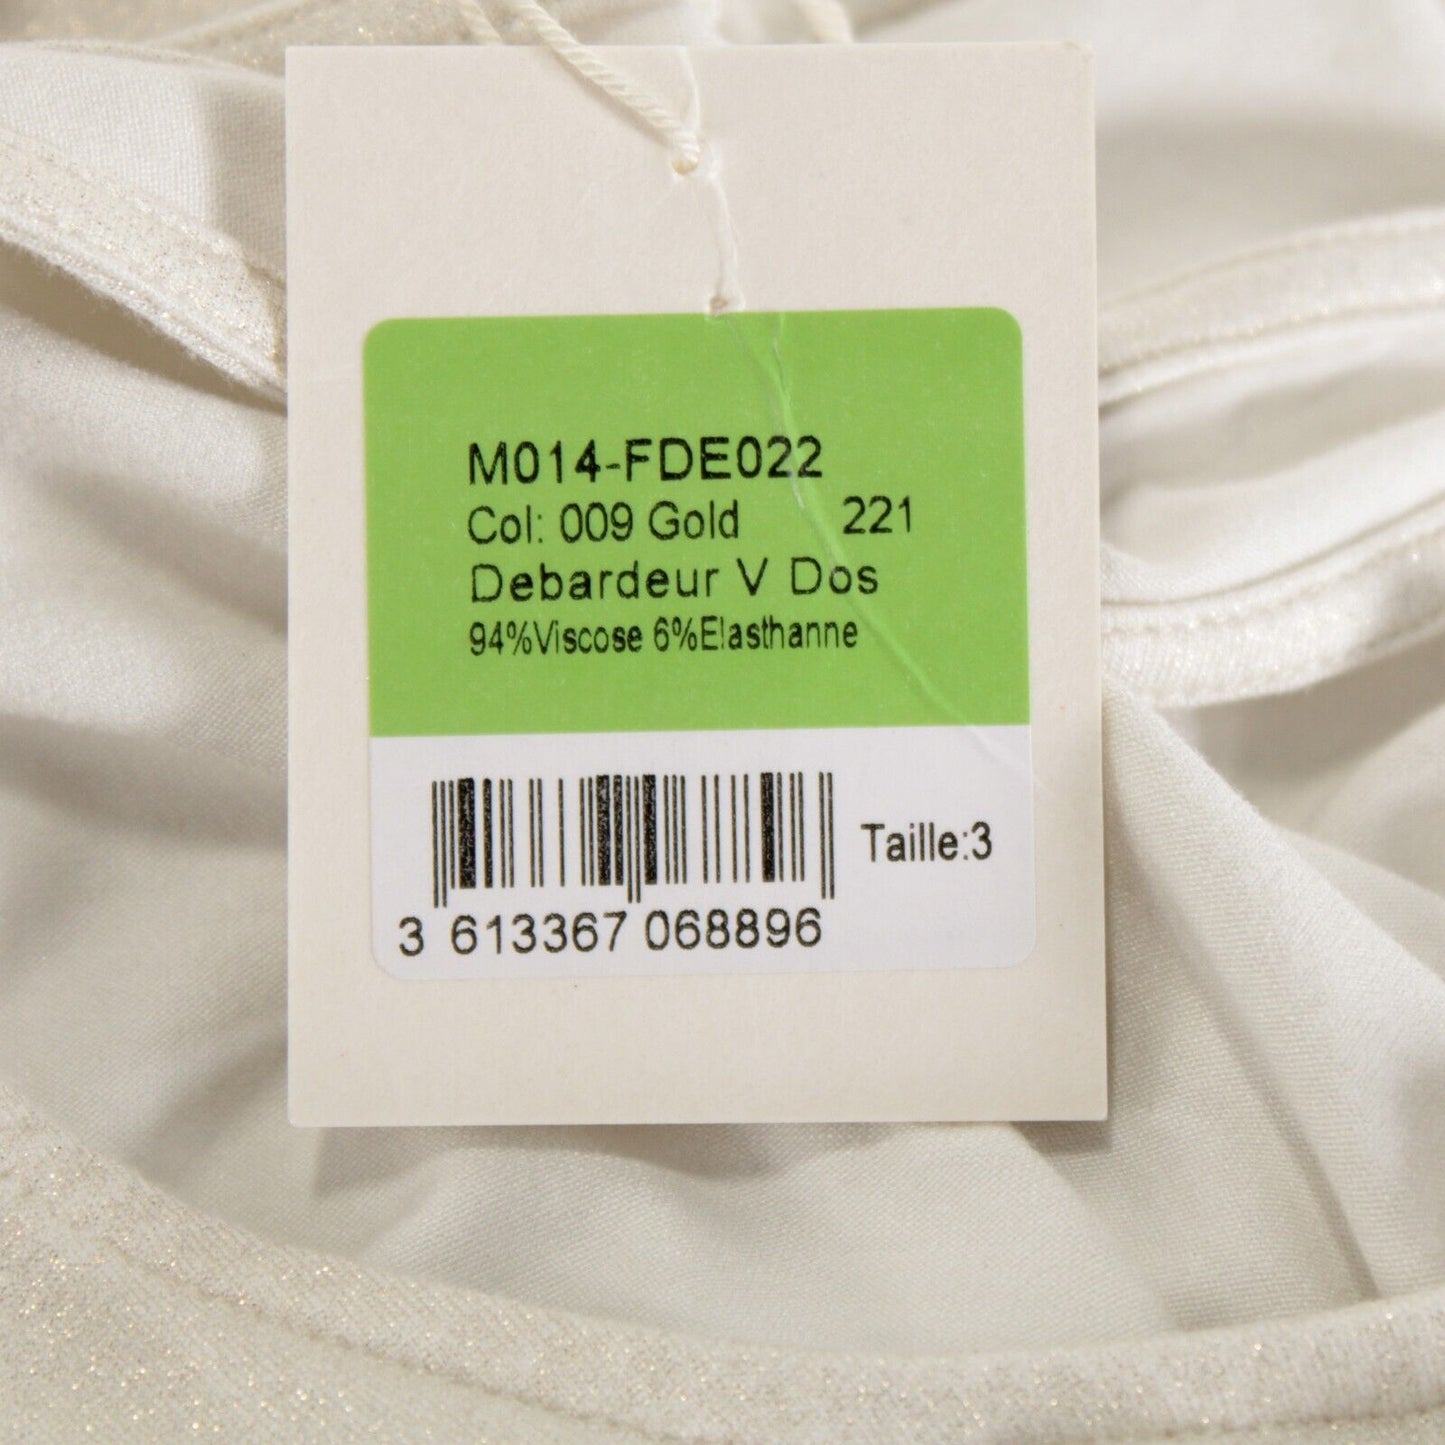 M014-FDE022
Col: 009 Gold 221
Debardeur V Dos
94%Viscose 6%Elasthanne
Taille:3
3 613367 068896